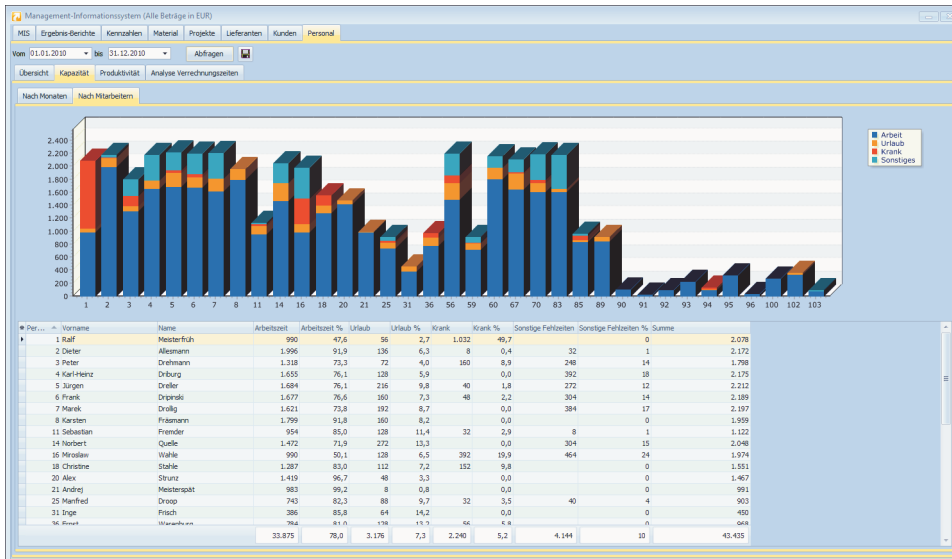 Management-Informationssystem (Alle Beträge in EUR)
MIS Ergebnis-Berichte Kennzahlen Material Projekte Lieferanten Kunden Personal
Vom 01.01.2010 bis 31.12.2010 Abfragen
Übersicht Kapazität Produktivität Analyse Verrechnungszeiten
Nach Monaten Nach Mitarbeitern
2.400
2.200
2.000
1.800
1.600
1.400
1.200
1.000
800
600
400
200
0
1 2 3 4 5 6 7 8 11 14 16 18 20 21 25 31 36 56 59 60 67 70 83 85 89 90 91 92 93 94 95 96 100 102 103
Arbeit
Urlaub
Krank
Sonstiges
Per... Vorname Name Arbeitszeit Arbeitszeit % Urlaub Urlaub % Krank Krank % Sonstige Fehlzeiten Sonstige Fehlzeiten % Summe
1 Ralf Meisterfrüh 990 47,6 56 2,7 1.032 49,7 0 2.078
2 Dieter Allesmann 1.996 91,9 136 6,3 8 0,4 32 1 2.172
3 Peter Drehmann 1.318 73,3 72 4,0 160 8,9 248 14 1.798
4 Karl-Heinz Driburg 1.655 76,1 128 5,9 0,0 392 18 2.175
5 Jürgen Dreller 1.684 76,1 216 9,8 40 1,8 272 12 2.212
6 Frank Dripinski 1.677 76,6 160 7,3 48 2,2 304 14 2.189
7 Marek Drollig 1.621 73,8 192 8,7 0,0 384 17 2.197
8 Karsten Fräsmann 1.799 91,8 160 8,2 0,0 0 1.959
11 Sebastian Fremder 954 85,0 128 11,4 32 2,9 8 1 1.122
14 Norbert Quelle 1.472 71,9 272 13,3 0,0 304 15 2.048
16 Miroslaw Wahle 990 50,1 128 6,5 392 19,9 464 24 1.974
18 Christine Stahle 1.287 83,0 112 7,2 152 9,8 0 1.551
20 Alex Strunz 1.419 96,7 48 3,3 0,0 0 1.467
21 Andrej Meisterspät 983 99,2 8 0,8 0,0 0 991
25 Manfred Droop 743 82,3 88 9,7 32 3,5 40 4 903
31 Inge Frisch 386 85,8 64 14,2 0,0 0 450
36 Ernst Warenburg 784 81,0 128 13,2 56 5,8 0 968
33.875 78,0 3.176 7,3 2.240 5,2 4.144 10 43.435